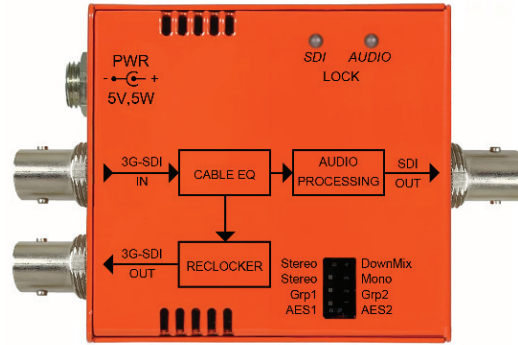 PWR
- +
5V,5W
SDI AUDIO
LOCK
3G-SDI
IN
CABLE EQ
AUDIO
PROCESSING
SDI
OUT
3G-SDI
OUT
RECLOCKER
Stereo DownMix
Stereo Mono
Grp1 Grp2
AES1 AES2